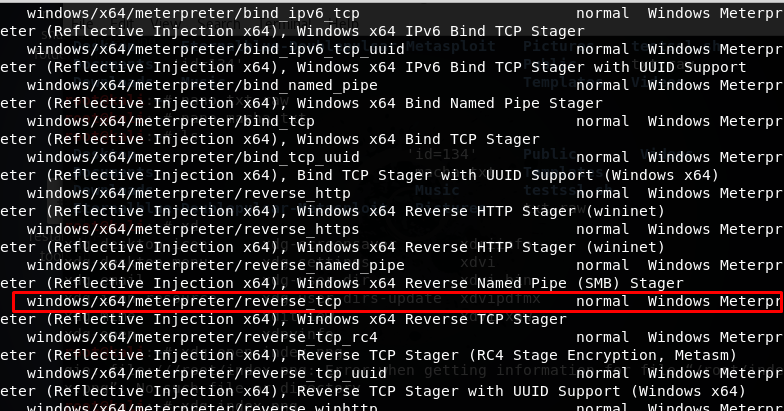 windows/x64/meterpreter/bind_ipv6_tcp normal Windows Meterpr
eter (Reflective Injection x64), Windows x64 IPv6 Bind TCP Stager
windows/x64/meterpreter/bind_ipv6_tcp_uuid normal Windows Meterpr
eter (Reflective Injection x64), Windows x64 IPv6 Bind TCP Stager with UUID Support
windows/x64/meterpreter/bind_named_pipe normal Windows Meterpr
eter (Reflective Injection x64), Windows x64 Bind Named Pipe Stager
windows/x64/meterpreter/bind_tcp normal Windows Meterpr
eter (Reflective Injection x64), Windows x64 Bind TCP Stager
windows/x64/meterpreter/bind_tcp_uuid normal Windows Meterpr
eter (Reflective Injection x64), Bind TCP Stager with UUID Support (Windows x64)
windows/x64/meterpreter/reverse_http normal Windows Meterpr
eter (Reflective Injection x64), Windows x64 Reverse HTTP Stager (wininet)
windows/x64/meterpreter/reverse_https normal Windows Meterpr
eter (Reflective Injection x64), Windows x64 Reverse HTTP Stager (wininet)
windows/x64/meterpreter/reverse_named_pipe normal Windows Meterpr
eter (Reflective Injection x64), Windows x64 Reverse Named Pipe (SMB) Stager
windows/x64/meterpreter/reverse_tcp normal Windows Meterpr
eter (Reflective Injection x64), Windows x64 Reverse TCP Stager
windows/x64/meterpreter/reverse_tcp_rc4 normal Windows Meterpr
eter (Reflective Injection x64), Reverse TCP Stager (RC4 Stage Encryption, Metasm)
windows/x64/meterpreter/reverse_tcp_uuid normal Windows Meterpr
eter (Reflective Injection x64), Reverse TCP Stager with UUID Support (Windows x64)
windows/x64/meterpreter/reverse_winhttp normal Windows Meterpr